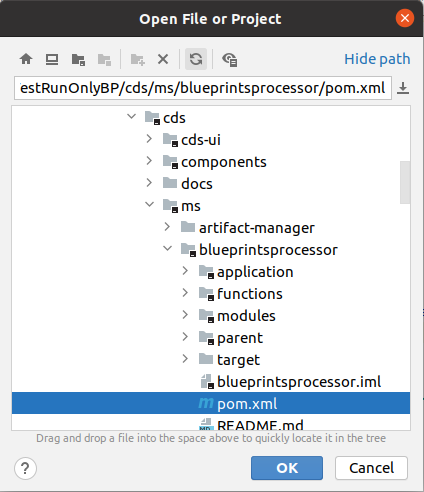 Open File or Project
Hide path
estRunOnlyBP/cds/ms/blueprintsprocessor/pom.xml
cds
cds-ui
components
docs
ms
artifact-manager
blueprintsprocessor
application
functions
modules
parent
target
blueprintsprocessor.iml
m pom.xml
MD README.md
Drag and drop a file into the space above to quickly locate it in the tree
? OK Cancel